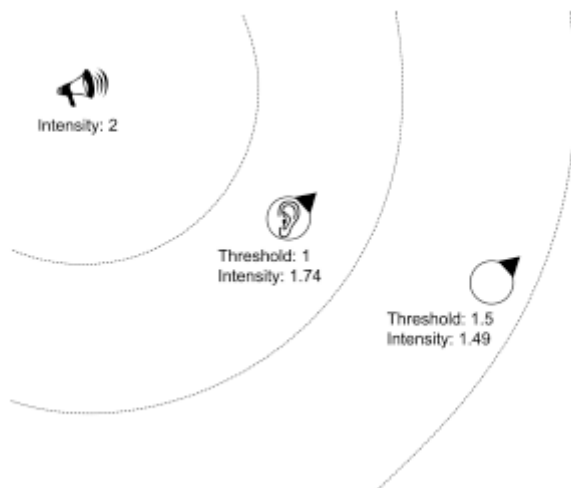 Intensity: 2
Threshold: 1
Intensity: 1.74
Threshold: 1.5
Intensity: 1.49